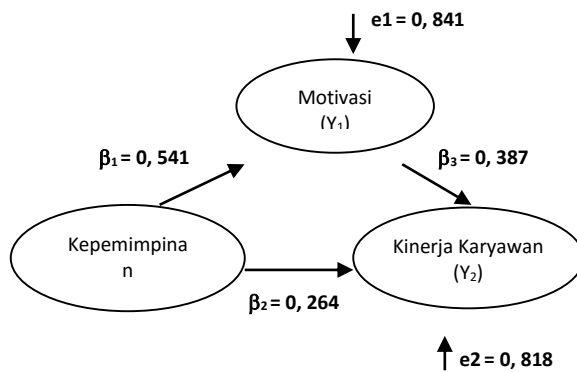 e1 = 0, 841
Motivasi
(Y₁)
β₁ = 0, 541
β₃ = 0, 387
Kepemimpina
n
Kinerja Karyawan
(Y₂)
β₂ = 0, 264
e2 = 0, 818